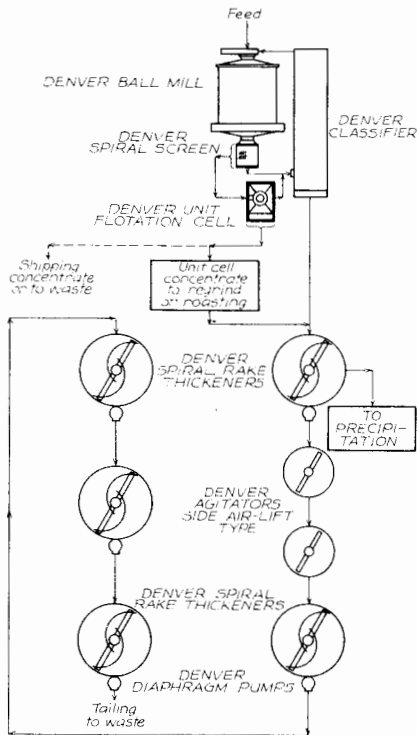 Feed
DENVER BALL MILL
DENVER
CLASSIFIER
DENVER
SPIRAL SCREEN
DENVER UNIT
FLOTATION CELL
Shipping
concentrate
or to waste
Unit cell
concentrate
to regrind
or roasting
DENVER
SPIRAL RAKE
THICKENERS
TO
PRECIPI-
TATION
DENVER
AGITATORS
SIDE AIR-LIFT
TYPE
DENVER SPIRAL
RAKE THICKENERS
DENVER
DIAPHRAGM PUMPS
Tailing
to waste